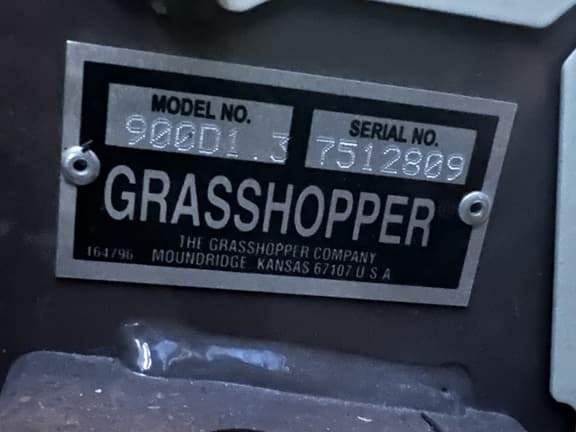 MODEL NO.
900D1.3
SERIAL NO.
7512809
GRASSHOPPER
THE GRASSHOPPER COMPANY
164796 MOUNDRIDGE KANSAS 67107 U S A